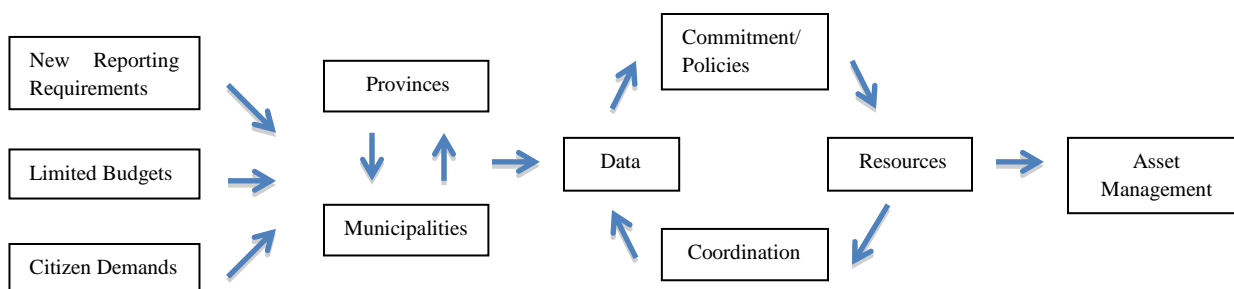 New Reporting
Requirements
Limited Budgets
Citizen Demands
Provinces
Municipalities
Data
Commitment/
Policies
Coordination
Resources
Asset
Management